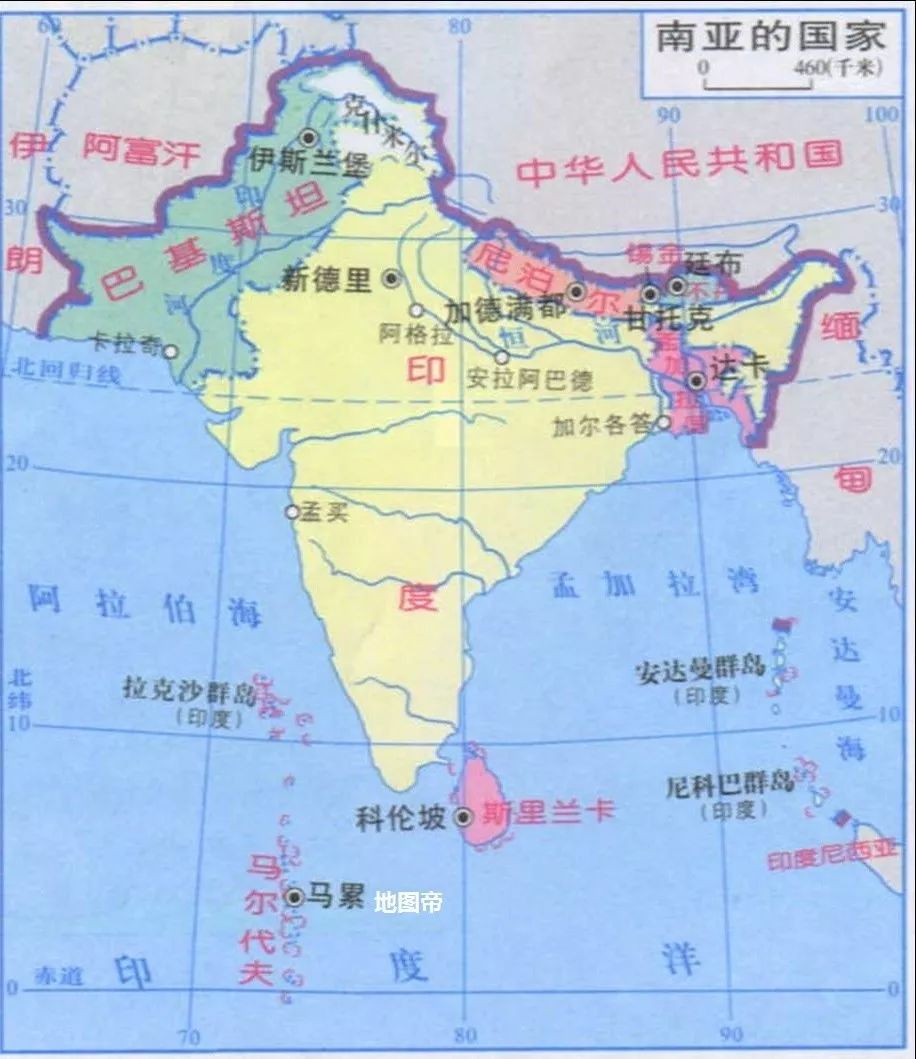 南亚的国家
0 460(千米)
60
80
90
100
伊朗
阿富汗
克什米尔
伊斯兰堡
中华人民共和国
30
30
印度河
巴基斯坦
锡金
尼泊尔
廷布
不丹
新德里
加德满都
甘托克
阿格拉
恒河
缅甸
卡拉奇
北回归线
印度
安拉阿巴德
孟加拉国
达卡
加尔各答
20
20
孟买
阿拉伯海
孟加拉湾
安达曼海
拉克沙群岛
(印度)
安达曼群岛
(印度)
北纬
10
10
尼科巴群岛
(印度)
科伦坡
斯里兰卡
印度尼西亚
马尔代夫
马累
地图帝
印度洋
0
赤道
0
70
80
90